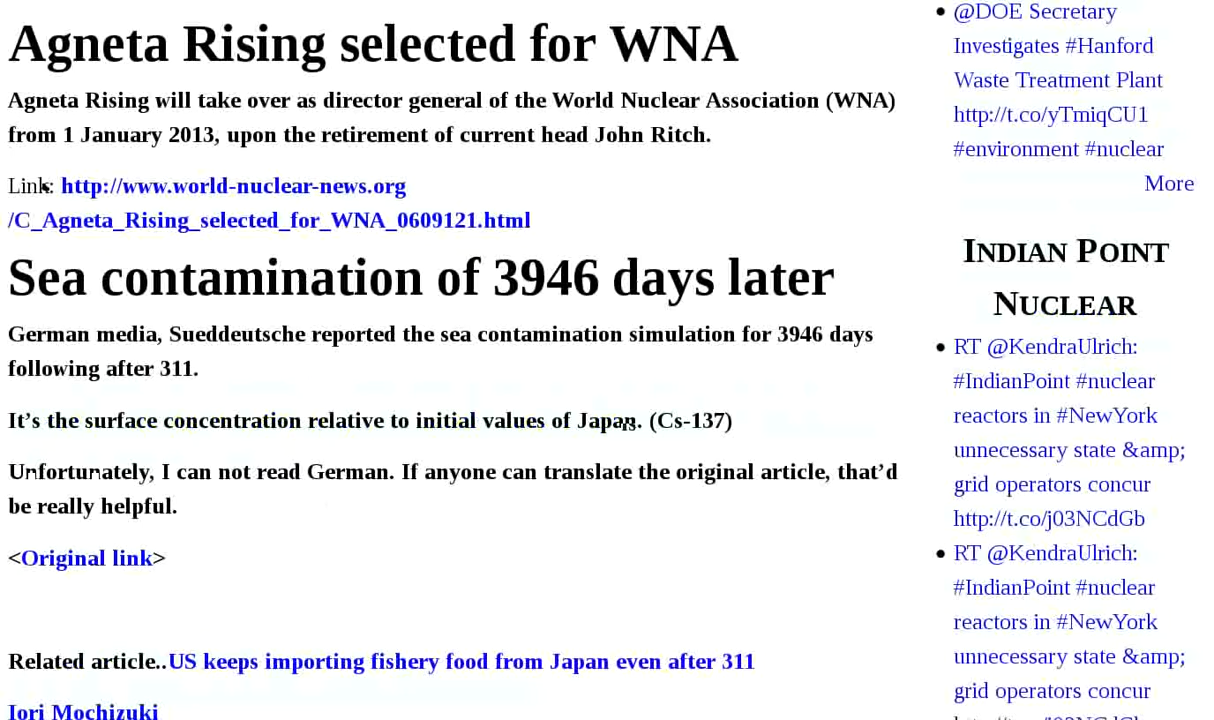 Agneta Rising selected for WNA
Agneta Rising will take over as director general of the World Nuclear Association (WNA)
from 1 January 2013, upon the retirement of current head John Ritch.
Link: http://www.world-nuclear-news.org
/C_Agneta_Rising_selected_for_WNA_0609121.html
Sea contamination of 3946 days later
German media, Sueddeutsche reported the sea contamination simulation for 3946 days
following after 311.
It’s the surface concentration relative to initial values of Japan. (Cs-137)
Unfortunately, I can not read German. If anyone can translate the original article, that’d
be really helpful.
<Original link>
Related article..US keeps importing fishery food from Japan even after 311
Iori Mochizuki
@DOE Secretary
Investigates #Hanford
Waste Treatment Plant
http://t.co/yTmiqCU1
#environment #nuclear
More
Indian Point
Nuclear
RT @KendraUlrich:
#IndianPoint #nuclear
reactors in #NewYork
unnecessary state &amp;
grid operators concur
http://t.co/j03NCdGb
RT @KendraUlrich:
#IndianPoint #nuclear
reactors in #NewYork
unnecessary state &amp;
grid operators concur